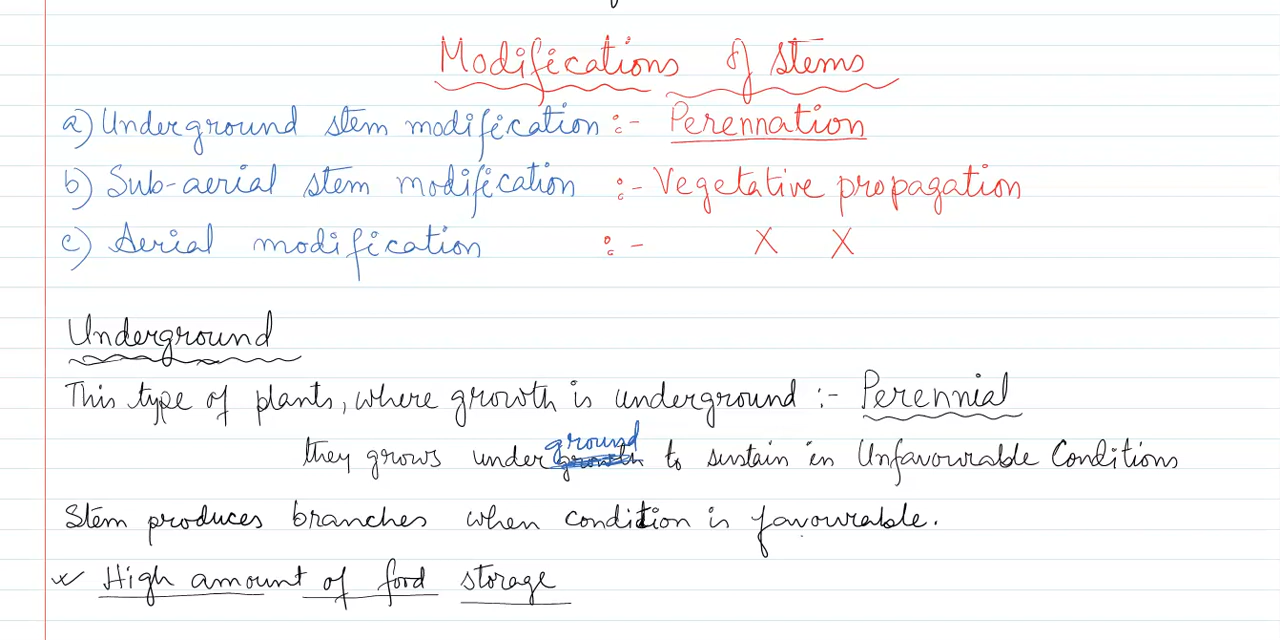 Modifications of stems
a) Underground stem modification :- Perennation
b) Sub-aerial stem modification :- Vegetative propagation
c) Aerial modification :- X X
Underground
This type of plants, where growth is underground :- Perennial
they grows underground to sustain in Unfavourable Conditions
Stem produces branches when condition is favourable.
* High amount of food storage